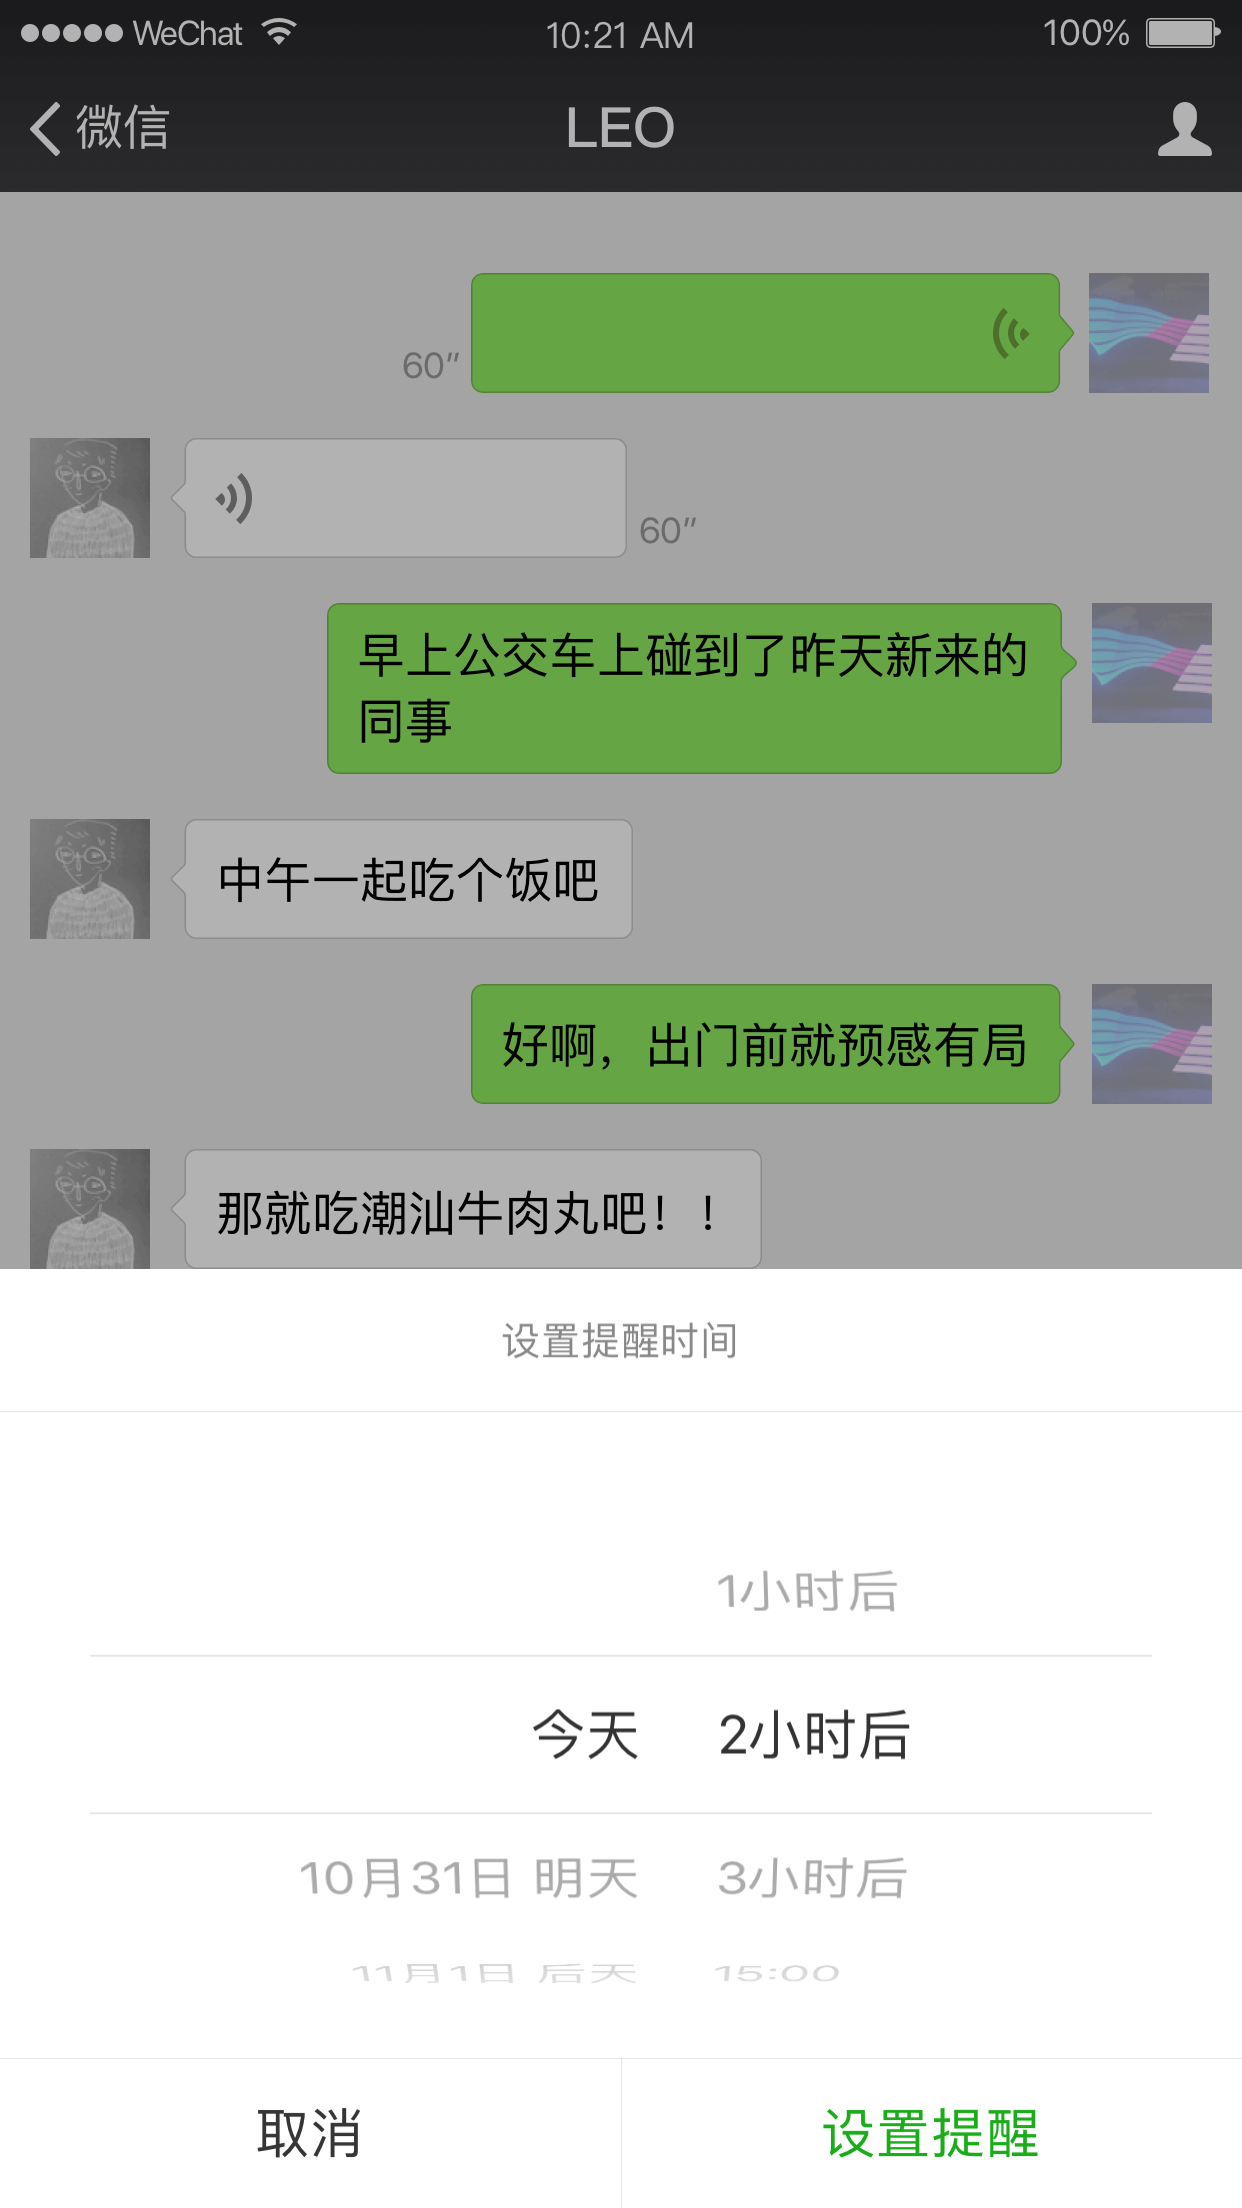 WeChat 10:21 AM 100%
微信 LEO
60″
60″
早上公交车上碰到了昨天新来的
同事
中午一起吃个饭吧
好啊，出门前就预感有局
那就吃潮汕牛肉丸吧！！
设置提醒时间
1小时后
今天 2小时后
10月31日 明天 3小时后
11月1日 后天 15:00
取消 设置提醒